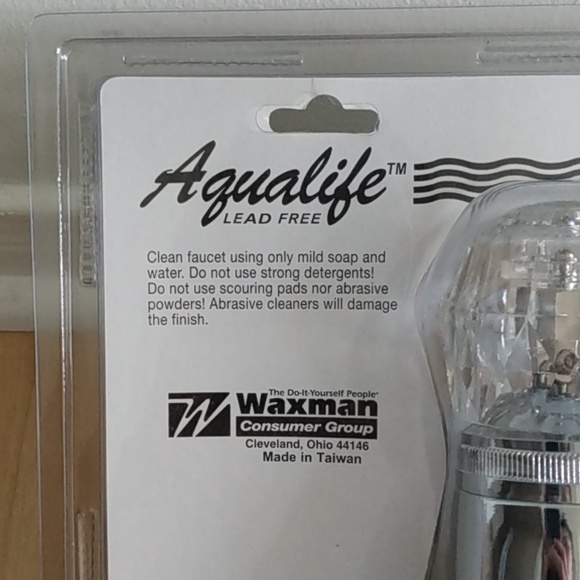 Aqualife™
LEAD FREE
Clean faucet using only mild soap and
water. Do not use strong detergents!
Do not use scouring pads nor abrasive
powders! Abrasive cleaners will damage
the finish.
The Do-It-Yourself People®
Waxman
Consumer Group
Cleveland, Ohio 44146
Made in Taiwan